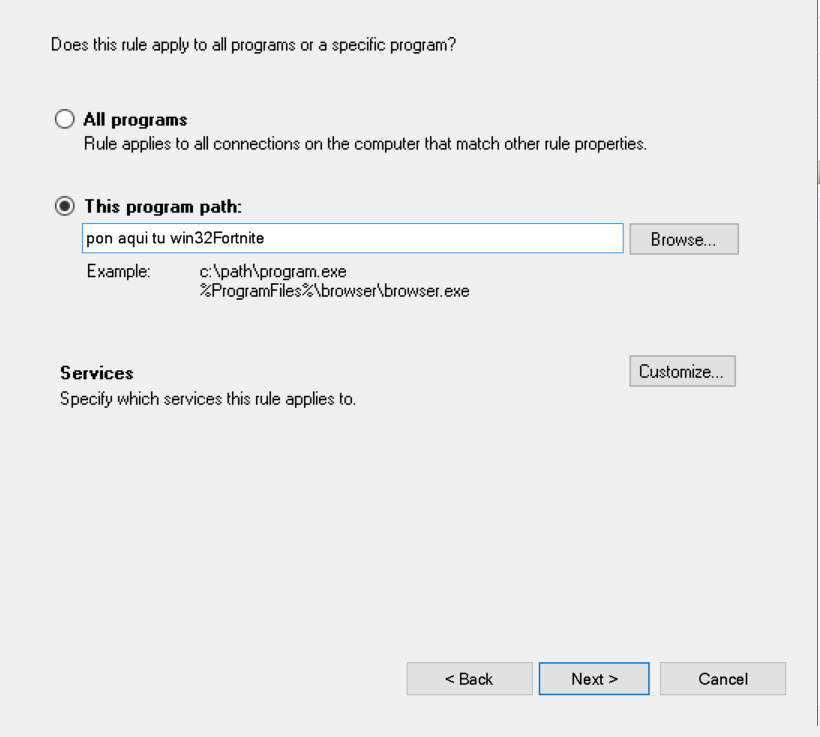 Does this rule apply to all programs or a specific program?
All programs
Rule applies to all connections on the computer that match other rule properties.
This program path:
pon aqui tu win32Fortnite
Browse...
Example:
c:\path\program.exe
%ProgramFiles%\browser\browser.exe
Services
Customize...
Specify which services this rule applies to.
< Back
Next >
Cancel